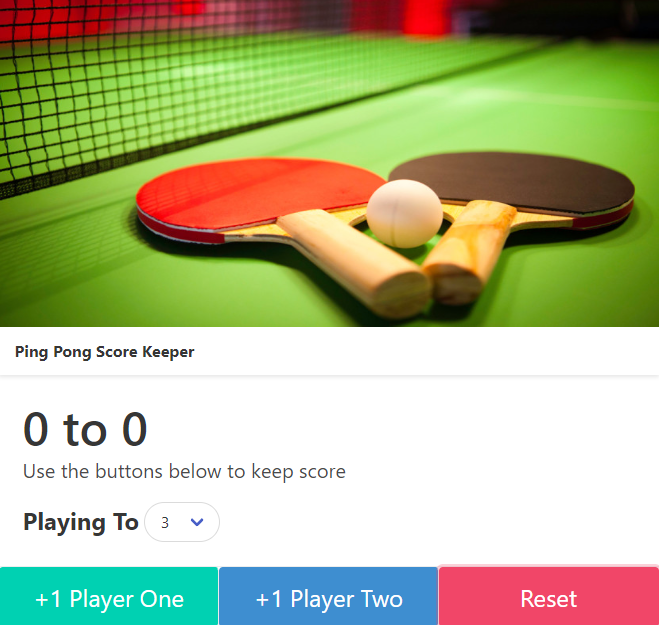 Ping Pong Score Keeper
0 to 0
Use the buttons below to keep score
Playing To 3
+1 Player One +1 Player Two Reset